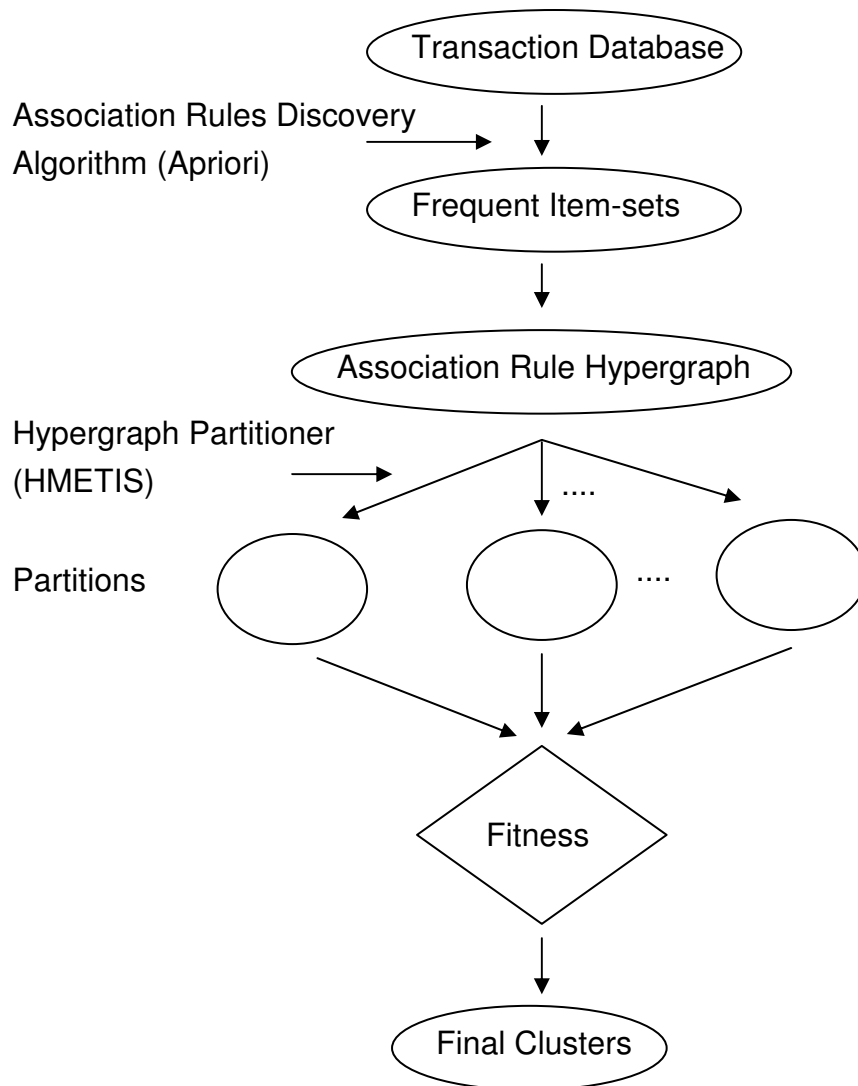 Transaction Database
Association Rules Discovery
Algorithm (Apriori)
Frequent Item-sets
Association Rule Hypergraph
Hypergraph Partitioner
(HMETIS)
....
Partitions
....
Fitness
Final Clusters